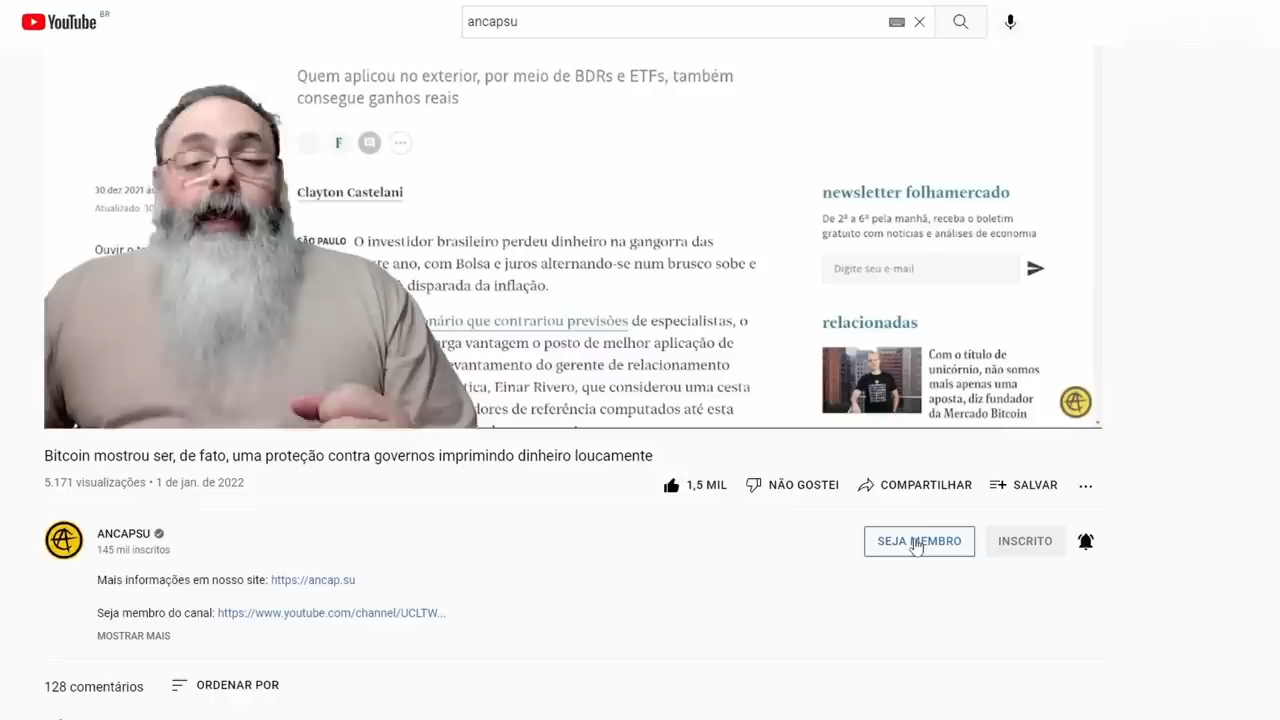 YouTube BR
ancapsu
Quem aplicou no exterior, por meio de BDRs e ETFs, também
consegue ganhos reais
F
Clayton Castelani
30 dez 2021
Atualizado
Ouvir o
SÃO PAULO O investidor brasileiro perdeu dinheiro na gangorra das
te ano, com Bolsa e juros alternando-se num brusco sobe e
disparada da inflação.
nário que contrariou previsões de especialistas, o
arga vantagem o posto de melhor aplicação de
evantamento do gerente de relacionamento
tica, Einar Rivero, que considerou uma cesta
dores de referência computados até esta
newsletter folhamercado
De 2ª a 6ª pela manhã, receba o boletim
gratuito com notícias e análises de economia
Digite seu e-mail
relacionadas
Com o título de
unicórnio, não somos
mais apenas uma
aposta, diz fundador
da Mercado Bitcoin
Bitcoin mostrou ser, de fato, uma proteção contra governos imprimindo dinheiro loucamente
5.171 visualizações • 1 de jan. de 2022
1,5 MIL NÃO GOSTEI COMPARTILHAR SALVAR ...
ANCAPSU
145 mil inscritos
SEJA MEMBRO INSCRITO
Mais informações em nosso site: https://ancap.su
Seja membro do canal: https://www.youtube.com/channel/UCLTW...
MOSTRAR MAIS
128 comentários ORDENAR POR